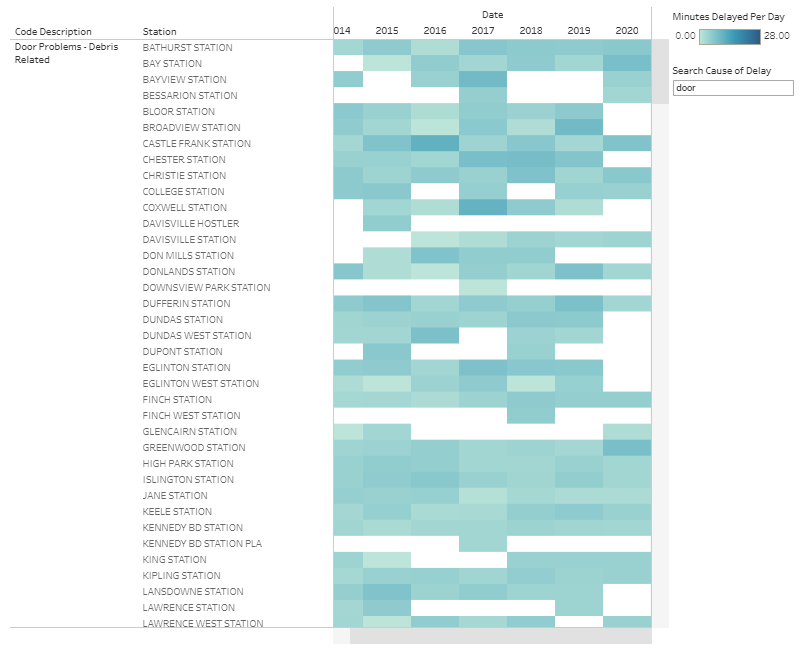 Date
Code Description Station 014 2015 2016 2017 2018 2019 2020
Door Problems - Debris
Related
BATHURST STATION
BAY STATION
BAYVIEW STATION
BESSARION STATION
BLOOR STATION
BROADVIEW STATION
CASTLE FRANK STATION
CHESTER STATION
CHRISTIE STATION
COLLEGE STATION
COXWELL STATION
DAVISVILLE HOSTLER
DAVISVILLE STATION
DON MILLS STATION
DONLANDS STATION
DOWNSVIEW PARK STATION
DUFFERIN STATION
DUNDAS STATION
DUNDAS WEST STATION
DUPONT STATION
EGLINTON STATION
EGLINTON WEST STATION
FINCH STATION
FINCH WEST STATION
GLENCAIRN STATION
GREENWOOD STATION
HIGH PARK STATION
ISLINGTON STATION
JANE STATION
KEELE STATION
KENNEDY BD STATION
KENNEDY BD STATION PLA
KING STATION
KIPLING STATION
LANSDOWNE STATION
LAWRENCE STATION
LAWRENCE WEST STATION
Minutes Delayed Per Day
0.00 28.00
Search Cause of Delay
door